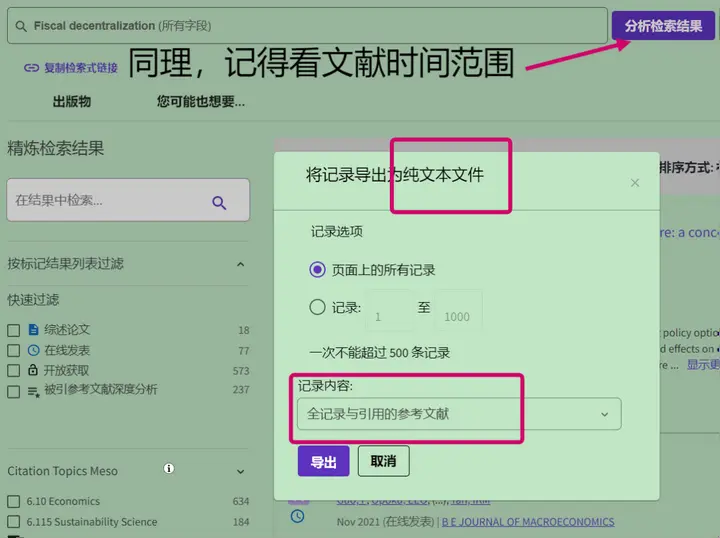 Fiscal decentralization (所有字段)
分析检索结果
复制检索式链接
同理，记得看文献时间范围
出版物
您可能也想要...
精炼检索结果
在结果中检索...
按标记结果列表过滤
快速过滤
综述论文 18
在线发表 77
开放获取 573
被引参考文献深度分析 237
Citation Topics Meso
6.10 Economics 634
6.115 Sustainability Science 184
将记录导出为纯文本文件
记录选项
页面上的所有记录
记录: 1 至 1000
一次不能超过 500 条记录
记录内容:
全记录与引用的参考文献
导出
取消
排序方式:
re: a conc
policy optio
d effects on
re ... 显示更
Nov 2021 (在线发表) | B E JOURNAL OF MACROECONOMICS